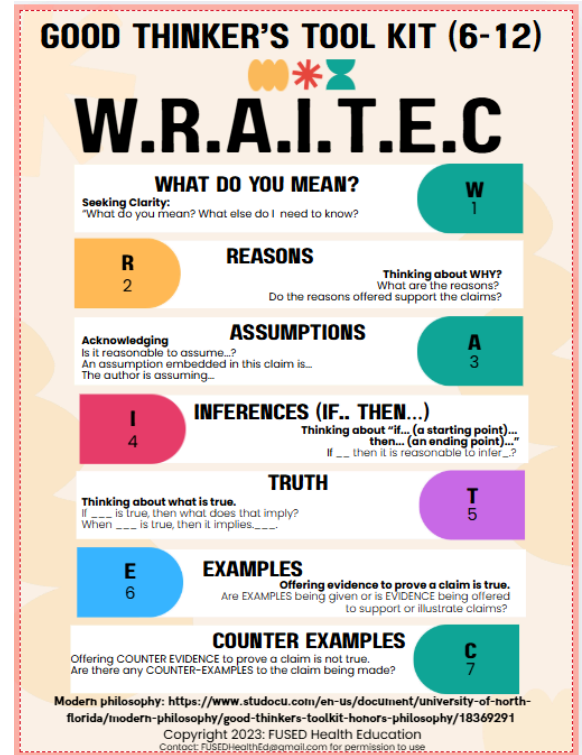 GOOD THINKER'S TOOL KIT (6-12)
W.R.A.I.T.E.C
WHAT DO YOU MEAN?
Seeking Clarity:
"What do you mean? What else do I need to know?
W
1
R
2
REASONS
Thinking about WHY?
What are the reasons?
Do the reasons offered support the claims?
ASSUMPTIONS
Acknowledging
Is it reasonable to assume...?
An assumption embedded in this claim is...
The author is assuming...
A
3
I
4
INFERENCES (IF.. THEN...)
Thinking about "if... (a starting point)...
then... (an ending point)..."
If __ then it is reasonable to infer_.?
TRUTH
Thinking about what is true.
If ___ is true, then what does that imply?
When ___ is true, then it implies.___.
T
5
E
6
EXAMPLES
Offering evidence to prove a claim is true.
Are EXAMPLES being given or is EVIDENCE being offered
to support or illustrate claims?
COUNTER EXAMPLES
Offering COUNTER EVIDENCE to prove a claim is not true.
Are there any COUNTER-EXAMPLES to the claim being made?
C
7
Modern philosophy: https://www.studocu.com/en-us/document/university-of-north-
florida/modern-philosophy/good-thinkers-toolkit-honors-philosophy/18369291
Copyright 2023: FUSED Health Education
Contact: FUSEDHealthEd@gmail.com for permission to use